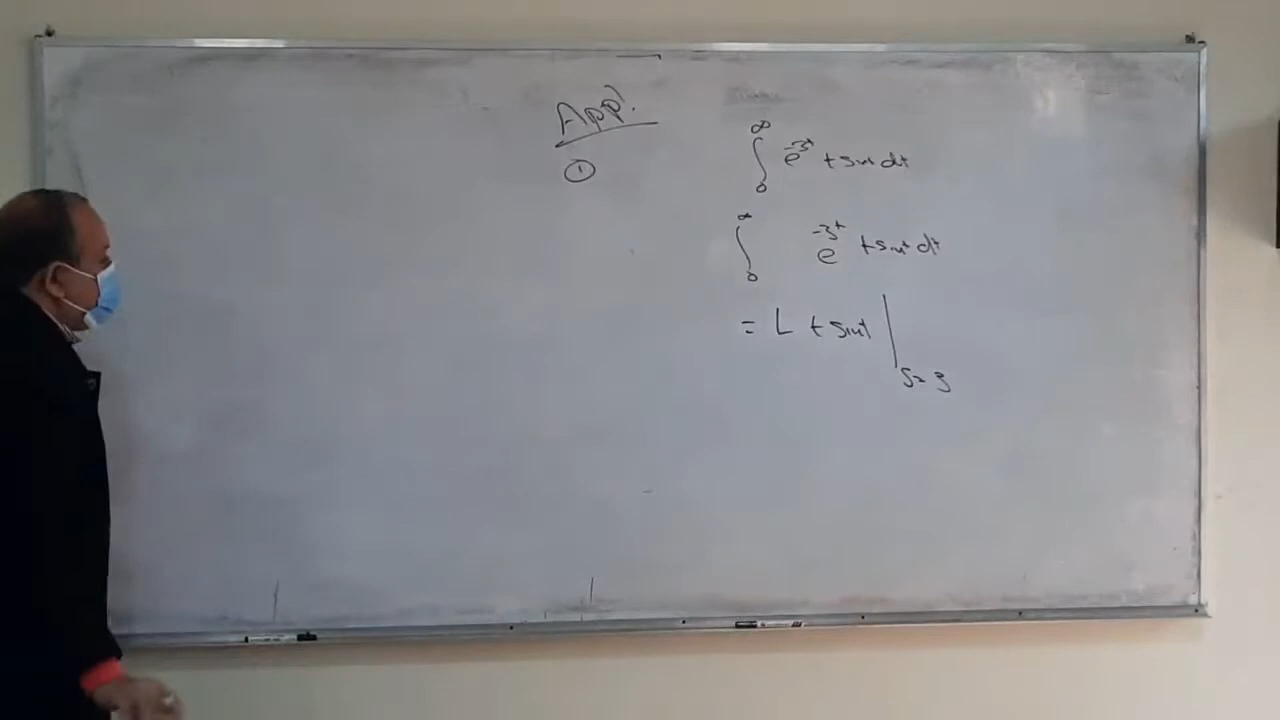 App.
①
∫₀^∞ e^{-3t} t sin t dt
∫₀^∞ e^{-3t} t sin t dt
= L t sin t |_{s=3}